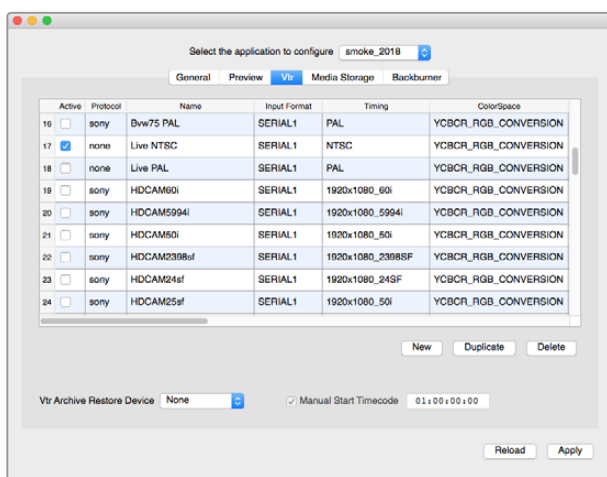 Select the application to configure smoke_2018
General Preview Vtr Media Storage Backburner
Active Protocol Name Input Format Timing ColorSpace
16 sony Bvw75 PAL SERIAL1 PAL YCBCR_RGB_CONVERSION
17 none Live NTSC SERIAL1 NTSC YCBCR_RGB_CONVERSION
18 none Live PAL SERIAL1 PAL YCBCR_RGB_CONVERSION
19 sony HDCAM60i SERIAL1 1920x1080_60i YCBCR_RGB_CONVERSION
20 sony HDCAM5994i SERIAL1 1920x1080_5994i YCBCR_RGB_CONVERSION
21 sony HDCAM50i SERIAL1 1920x1080_50i YCBCR_RGB_CONVERSION
22 sony HDCAM2398sf SERIAL1 1920x1080_2398SF YCBCR_RGB_CONVERSION
23 sony HDCAM24sf SERIAL1 1920x1080_24SF YCBCR_RGB_CONVERSION
24 sony HDCAM25sf SERIAL1 1920x1080_50i YCBCR_RGB_CONVERSION
New Duplicate Delete
Vtr Archive Restore Device None Manual Start Timecode 01:00:00:00
Reload Apply